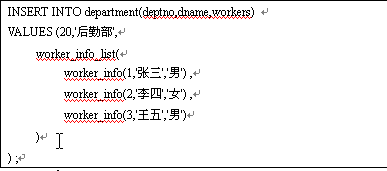 INSERT INTO department(deptno,dname,workers)
VALUES (20,'后勤部',
worker_info_list(
worker_info(1,'张三','男') ,
worker_info(2,'李四','女') ,
worker_info(3,'王五','男')
)
) ;